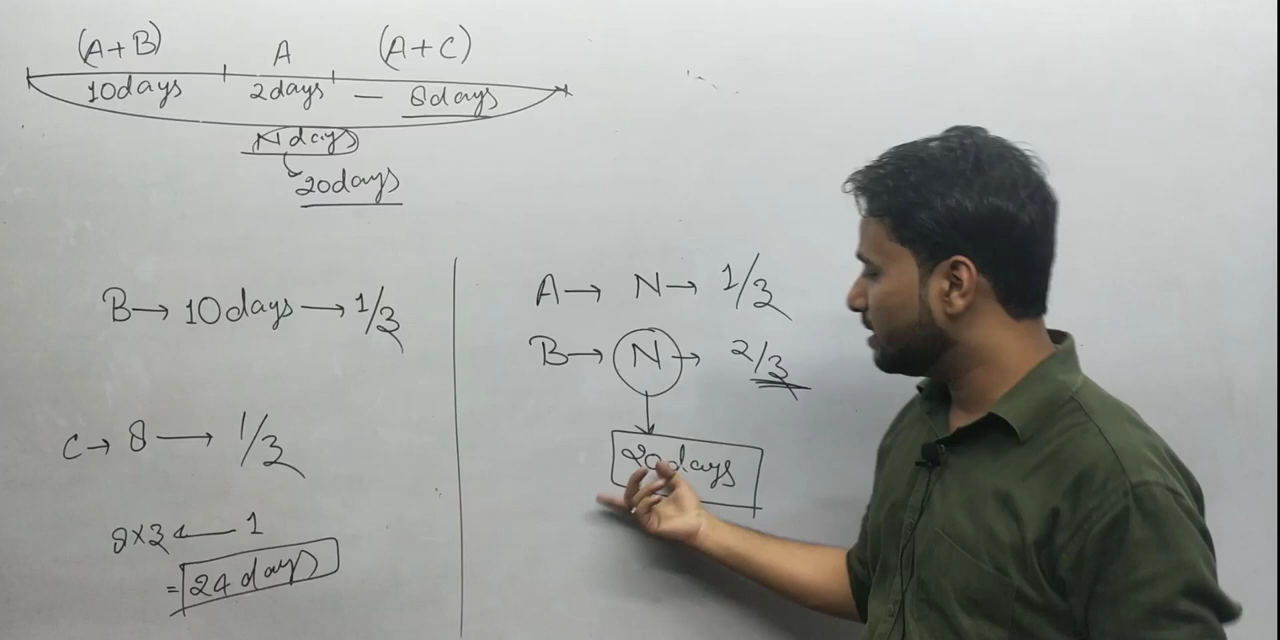 (A+B) A (A+C)
10days 2days — 8days
N days
20days
B→ 10days → 1/3
C→ 8 → 1/3
8×3 ← 1
= 24 days
A→ N→ 1/3
B→ N→ 2/3
20days